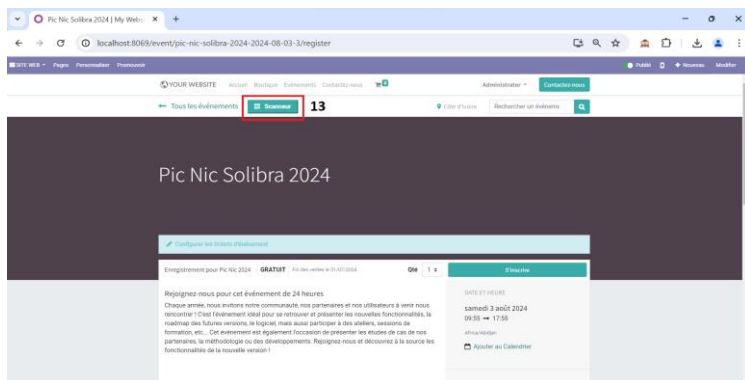 Pic Nic Solibra 2024 | My Websi
localhost:8069/event/pic-nic-solibra-2024-2024-08-03-3/register
SITE WEB Pages Personnaliser Promouvoir Publié Nouveau Modifier
YOUR WEBSITE Accueil Boutique Événements Contactez-nous 0 Administrator Contactez-nous
Tous les événements Scanneur 13 Côte d'Ivoire Rechercher un événeme
Pic Nic Solibra 2024
Configurer les tickets d'événement
Enregistrement pour Pic Nic 2024 GRATUIT Fin des ventes le 31/07/2024 Qté 1 S'inscrire
Rejoignez-nous pour cet événement de 24 heures
DATE ET HEURE
Chaque année, nous invitons notre communauté, nos partenaires et nos utilisateurs à venir nous
rencontrer ! C'est l'événement idéal pour se retrouver et présenter les nouvelles fonctionnalités, la
roadmap des futures versions, le logiciel, mais aussi participer à des ateliers, sessions de
formation, etc... Cet événement est également l'occasion de présenter les études de cas de nos
partenaires, la méthodologie ou des développements. Rejoignez-nous et découvrez à la source les
fonctionnalités de la nouvelle version !
samedi 3 août 2024
09:55 → 17:55
Africa/Abidjan
Ajouter au Calendrier